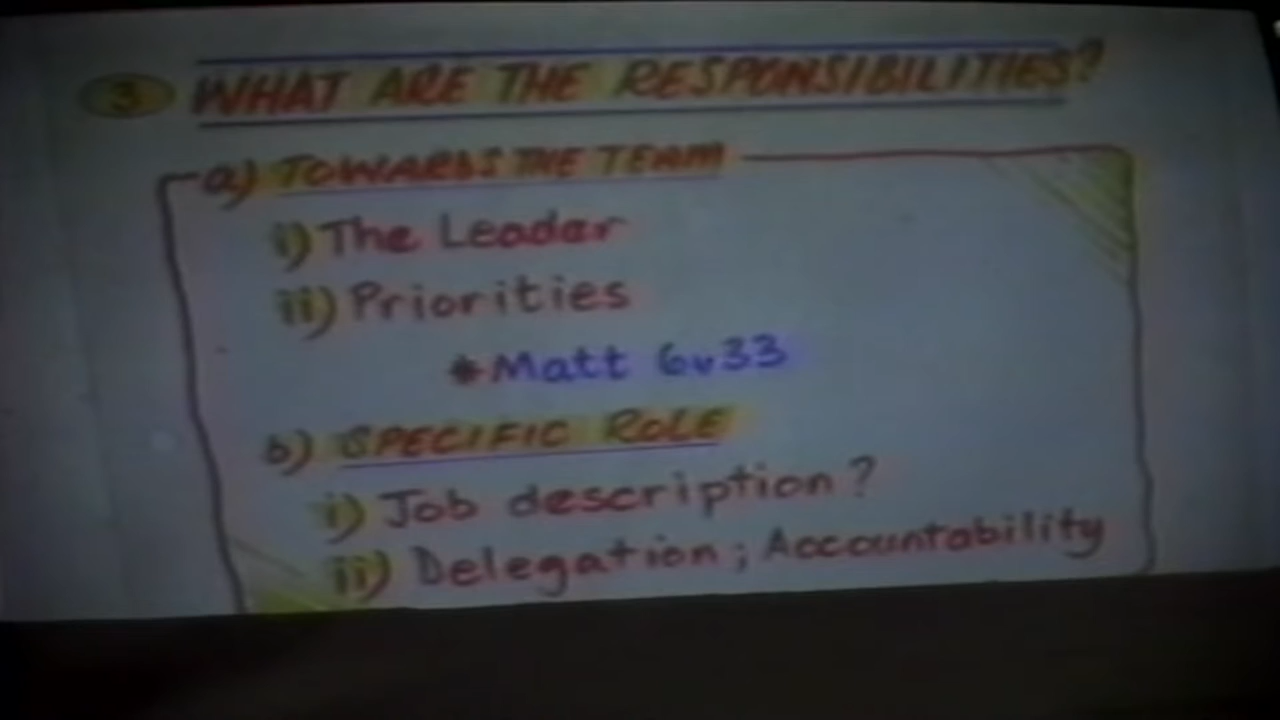 3 WHAT ARE THE RESPONSIBILITIES?
a) TOWARDS THE TEAM
i) The Leader
ii) Priorities
* Matt 6v33
b) SPECIFIC ROLE
i) Job description?
ii) Delegation; Accountability